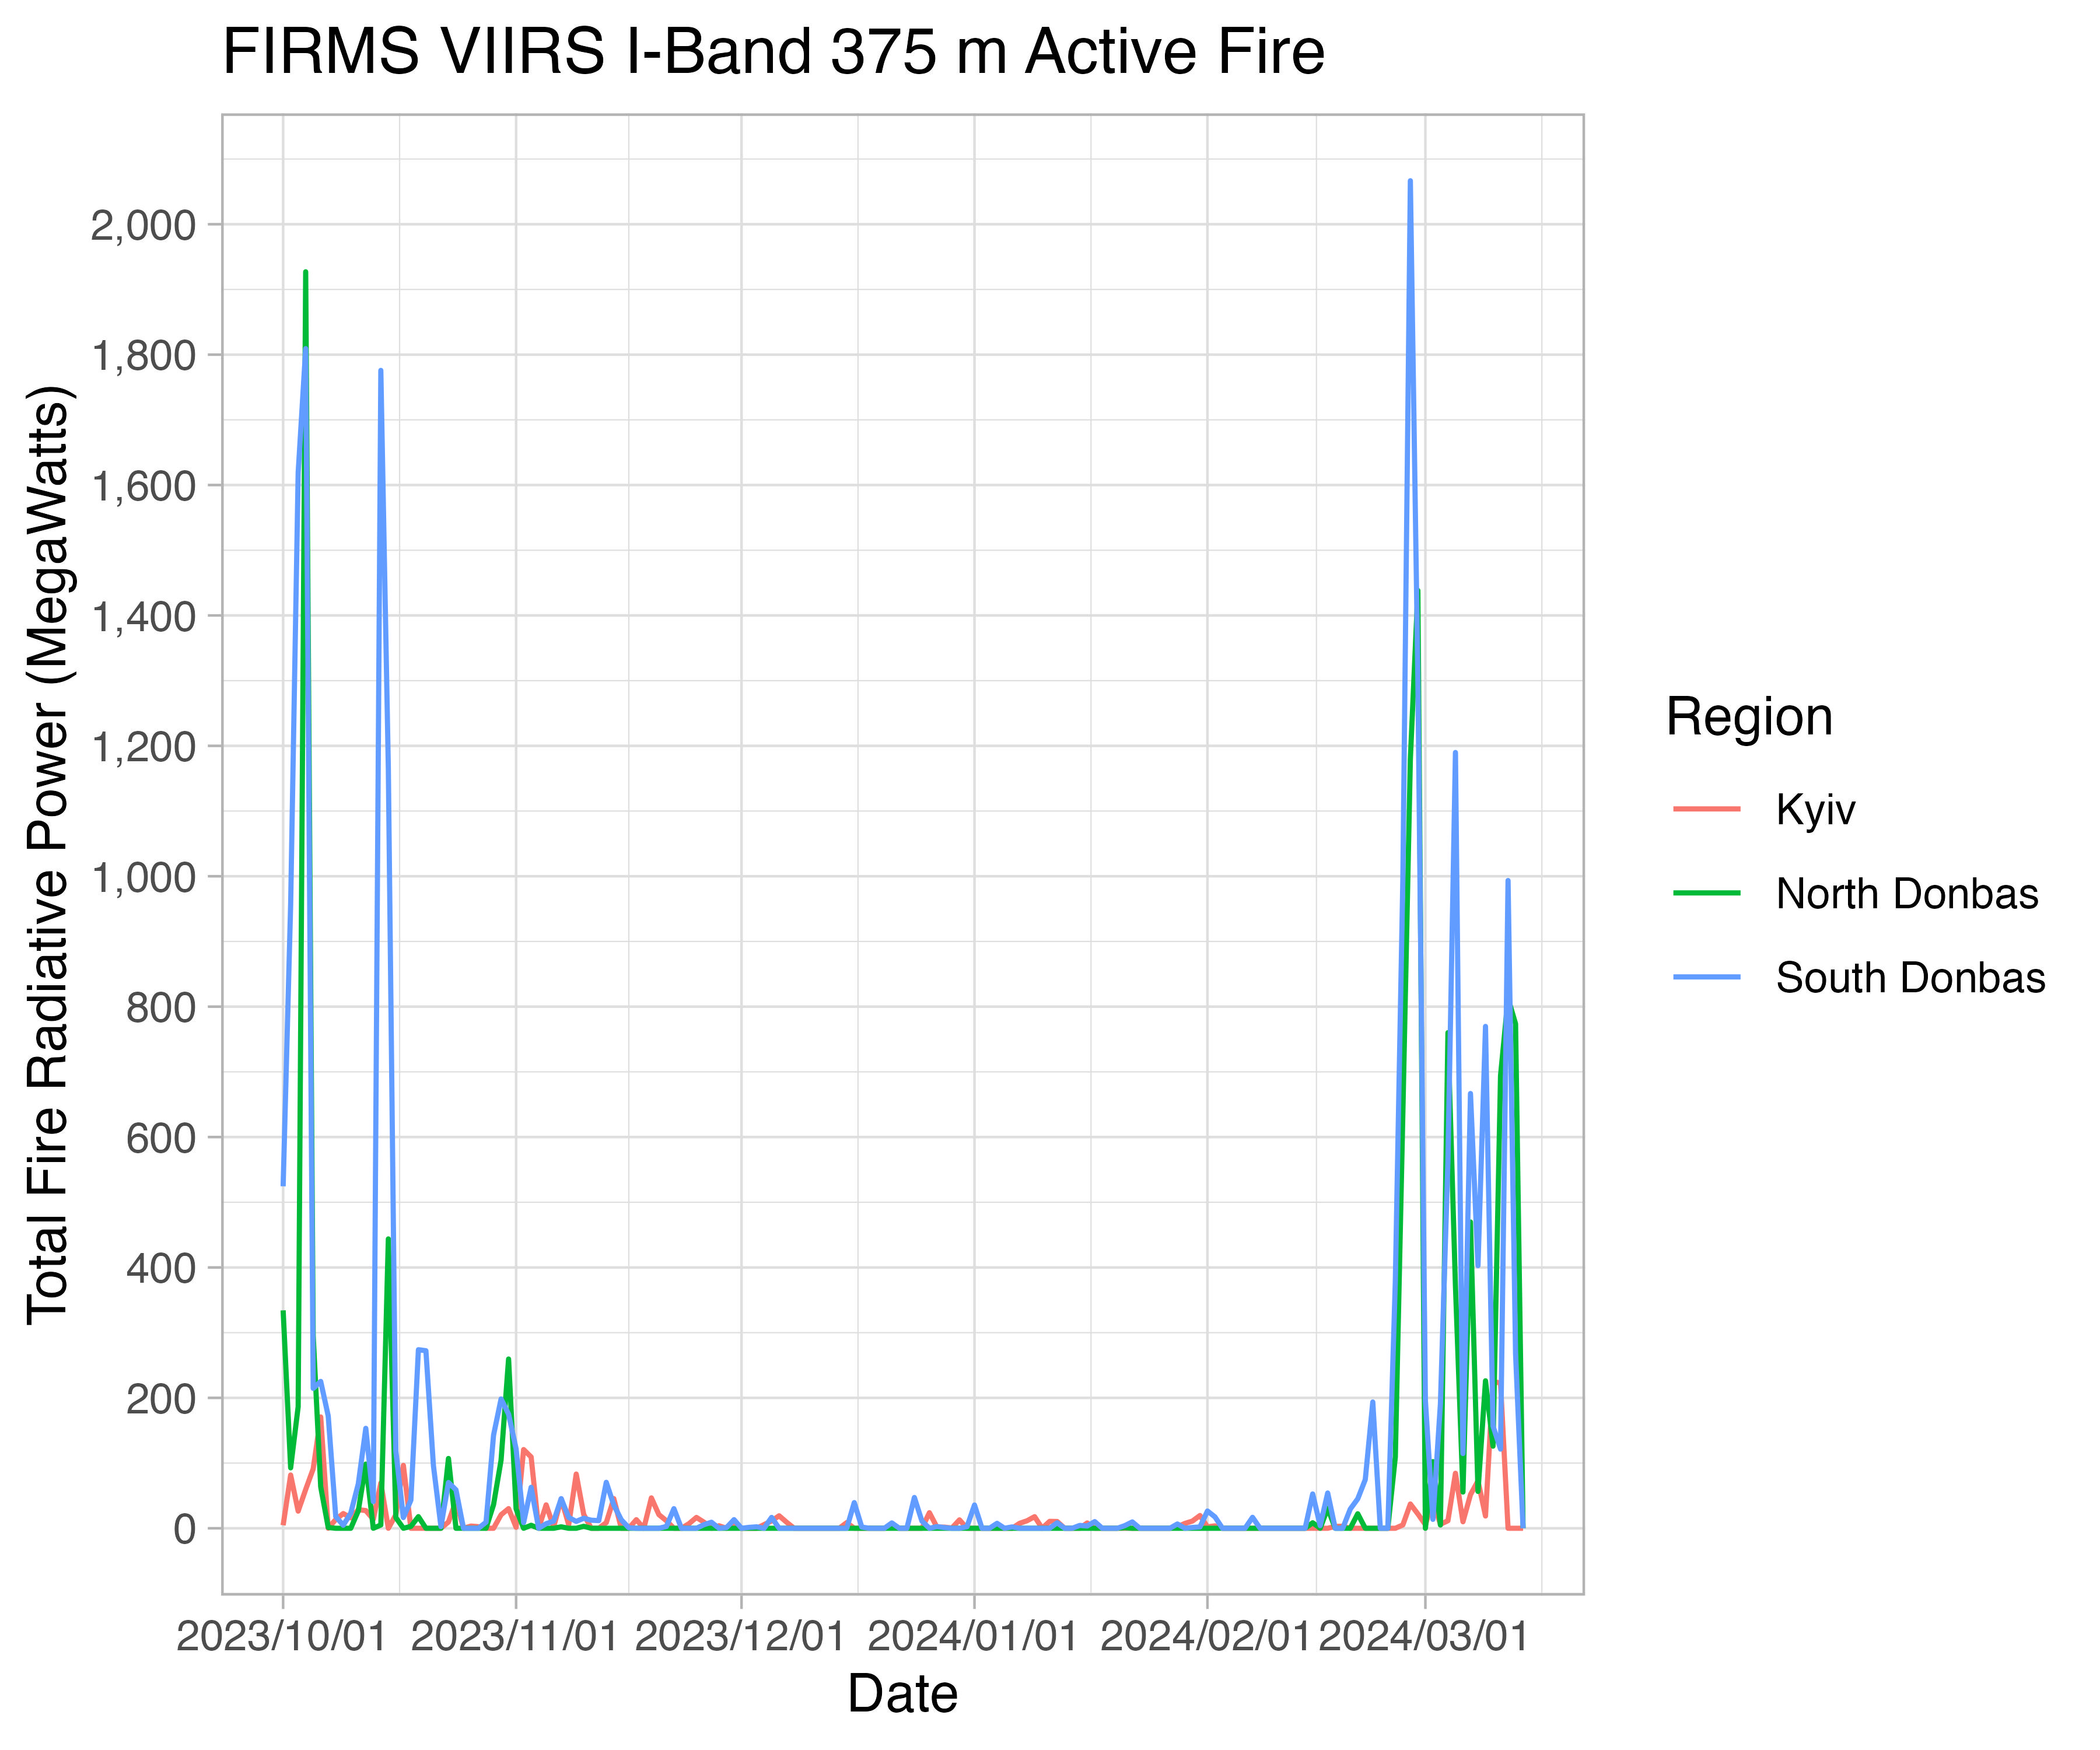 FIRMS VIIRS I-Band 375 m Active Fire
Total Fire Radiative Power (MegaWatts)
2,000
1,800
1,600
1,400
1,200
1,000
800
600
400
200
0
2023/10/01 2023/11/01 2023/12/01 2024/01/01 2024/02/01 2024/03/01
Date
Region
Kyiv
North Donbas
South Donbas